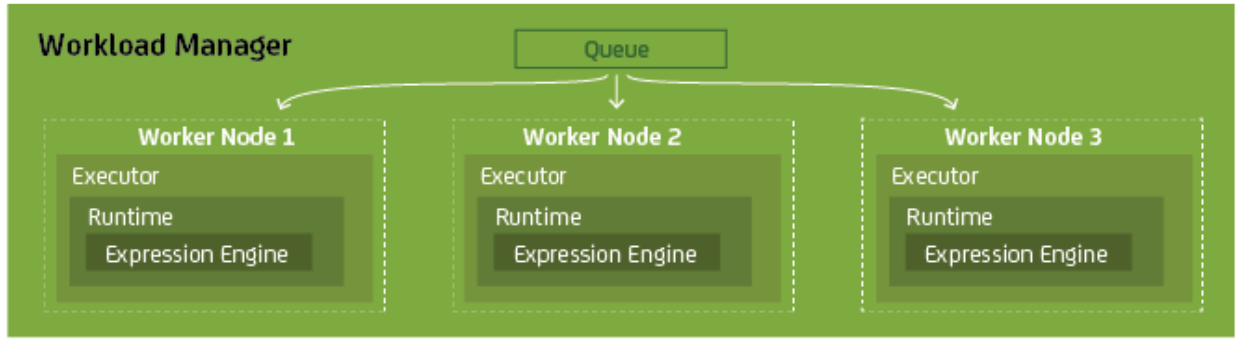 Workload Manager
Queue
Worker Node 1
Executor
Runtime
Expression Engine
Worker Node 2
Executor
Runtime
Expression Engine
Worker Node 3
Executor
Runtime
Expression Engine